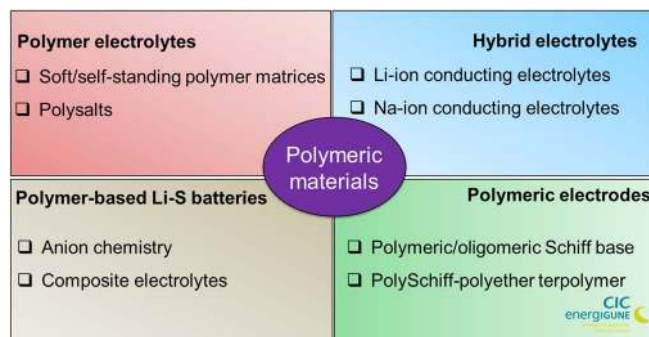 Polymer electrolytes
❑ Soft/self-standing polymer matrices
❑ Polysalts
Hybrid electrolytes
❑ Li-ion conducting electrolytes
❑ Na-ion conducting electrolytes
Polymeric
materials
Polymer-based Li-S batteries
❑ Anion chemistry
❑ Composite electrolytes
Polymeric electrodes
❑ Polymeric/oligomeric Schiff base
❑ PolySchiff-polyether terpolymer
CIC
energiGUNE